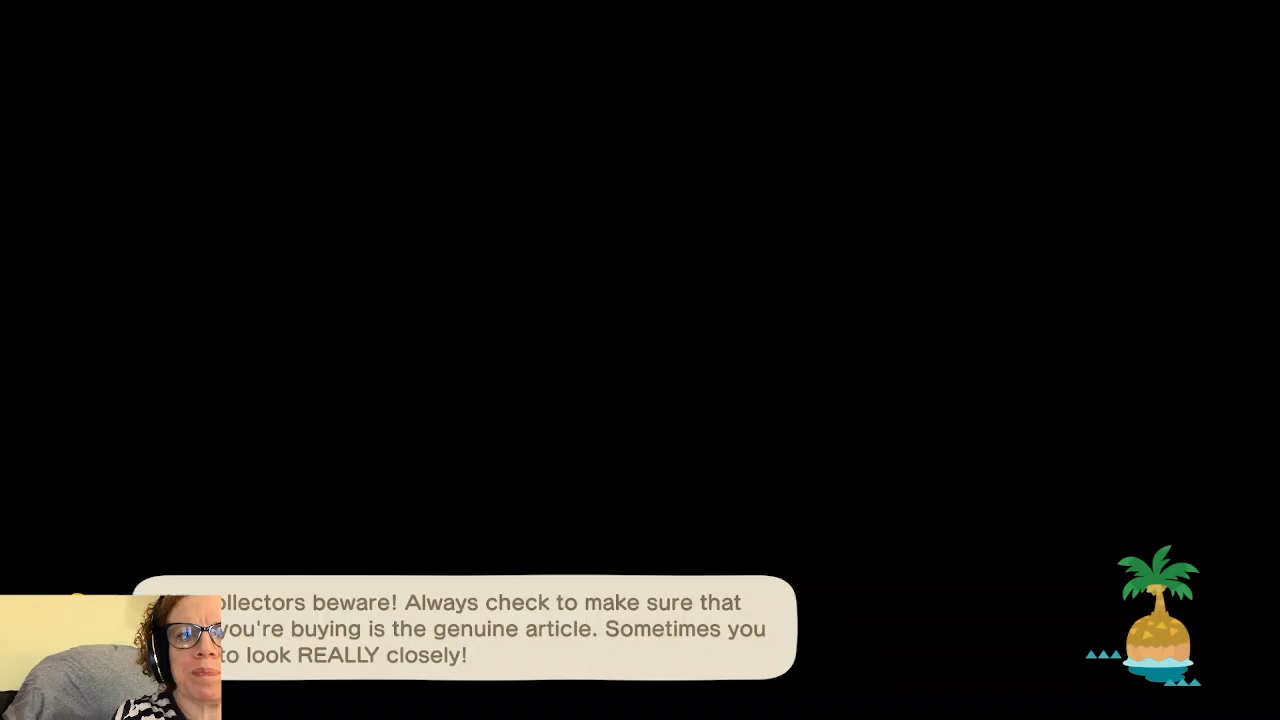 ollectors beware! Always check to make sure that
you're buying is the genuine article. Sometimes you
to look REALLY closely!